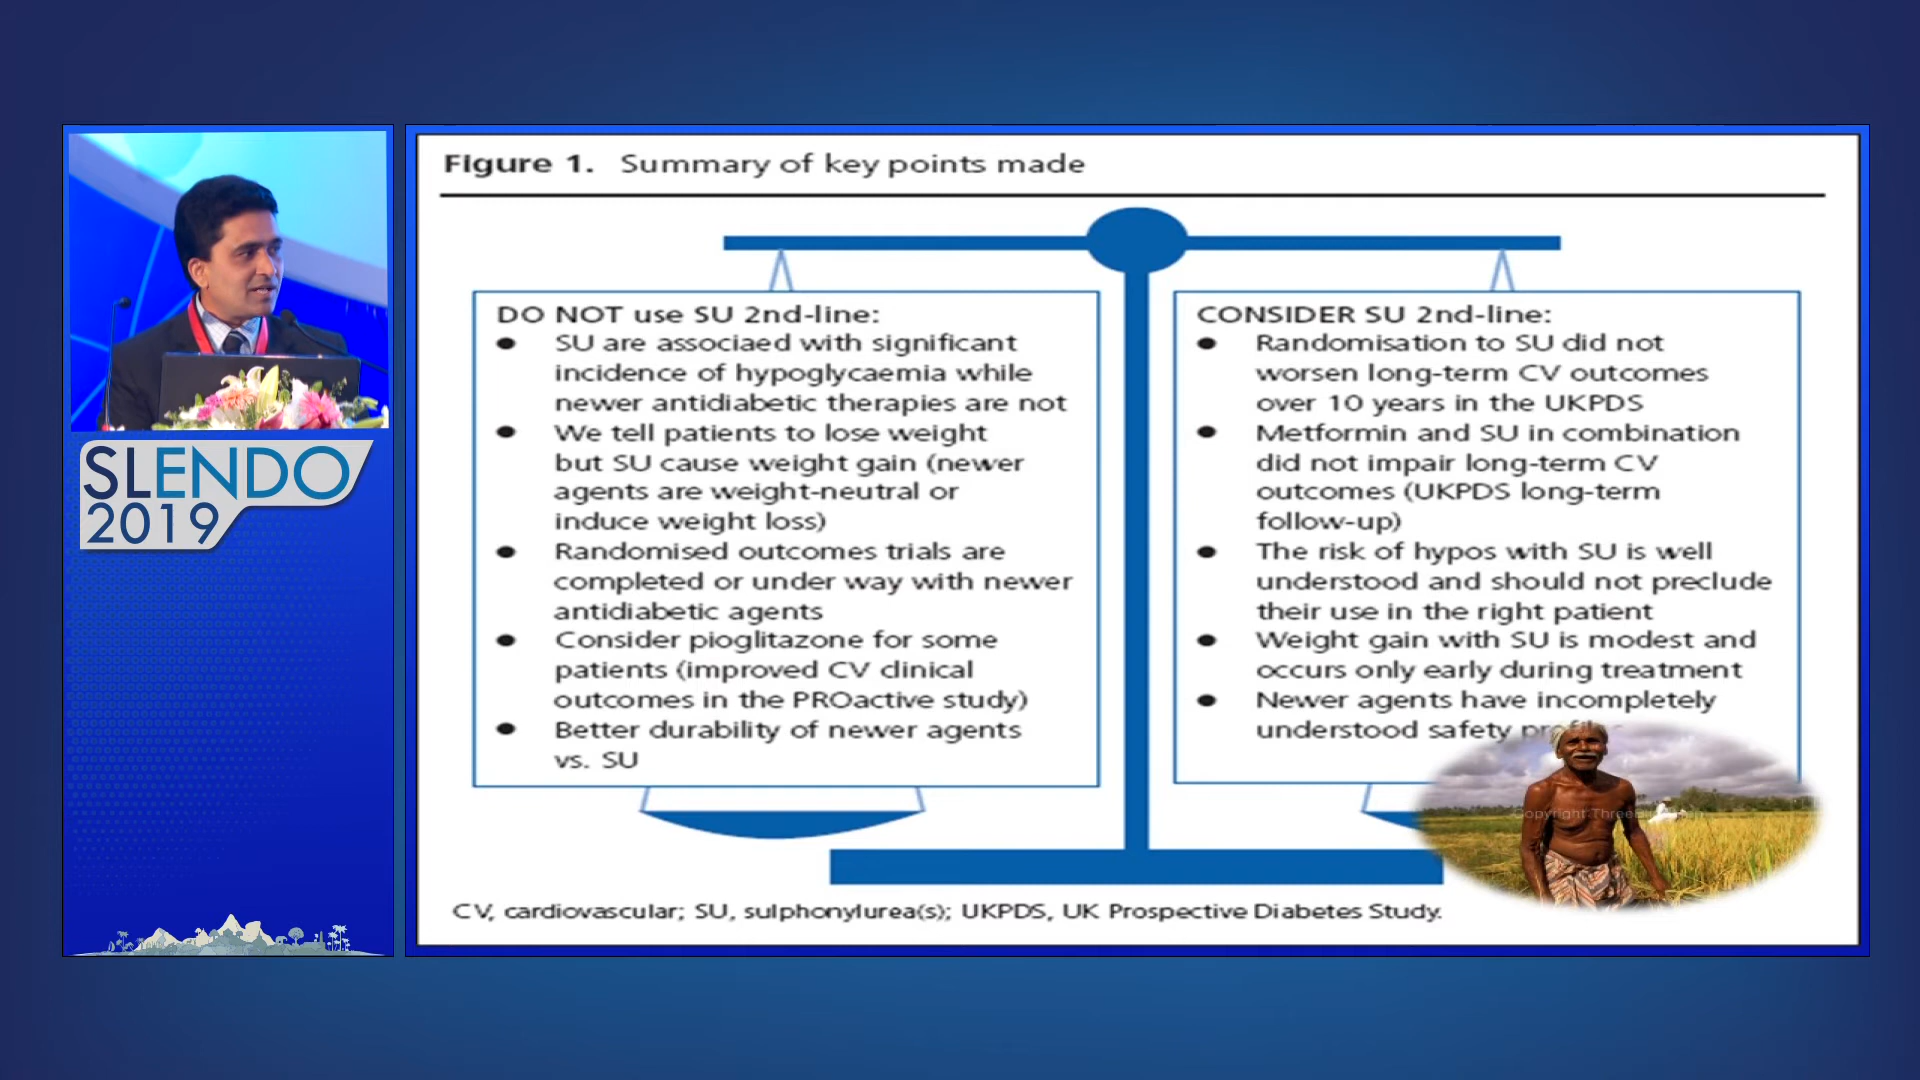 SLENDO
2019
Figure 1. Summary of key points made
DO NOT use SU 2nd-line:
● SU are associaed with significant
incidence of hypoglycaemia while
newer antidiabetic therapies are not
● We tell patients to lose weight
but SU cause weight gain (newer
agents are weight-neutral or
induce weight loss)
● Randomised outcomes trials are
completed or under way with newer
antidiabetic agents
● Consider pioglitazone for some
patients (improved CV clinical
outcomes in the PROactive study)
● Better durability of newer agents
vs. SU
CONSIDER SU 2nd-line:
● Randomisation to SU did not
worsen long-term CV outcomes
over 10 years in the UKPDS
● Metformin and SU in combination
did not impair long-term CV
outcomes (UKPDS long-term
follow-up)
● The risk of hypos with SU is well
understood and should not preclude
their use in the right patient
● Weight gain with SU is modest and
occurs only early during treatment
● Newer agents have incompletely
understood safety
Copyright
CV, cardiovascular; SU, sulphonylurea(s); UKPDS, UK Prospective Diabetes Study.